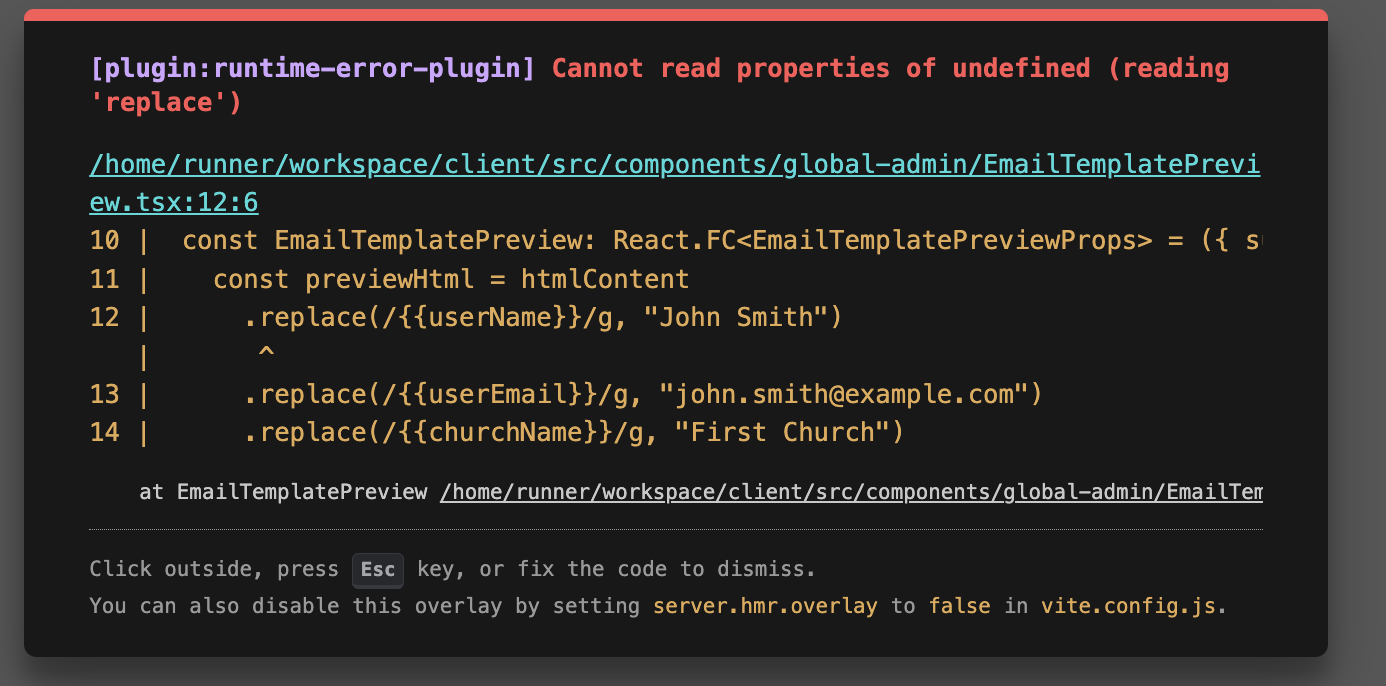 [plugin:runtime-error-plugin] Cannot read properties of undefined (reading
'replace')
/home/runner/workspace/client/src/components/global-admin/EmailTemplatePrevi
ew.tsx:12:6
10 |  const EmailTemplatePreview: React.FC<EmailTemplatePreviewProps> = ({
11 |    const previewHtml = htmlContent
12 |      .replace(/{{userName}}/g, "John Smith")
   |       ^
13 |      .replace(/{{userEmail}}/g, "john.smith@example.com")
14 |      .replace(/{{churchName}}/g, "First Church")
at EmailTemplatePreview /home/runner/workspace/client/src/components/global-admin/EmailTem
Click outside, press Esc key, or fix the code to dismiss.
You can also disable this overlay by setting server.hmr.overlay to false in vite.config.js.